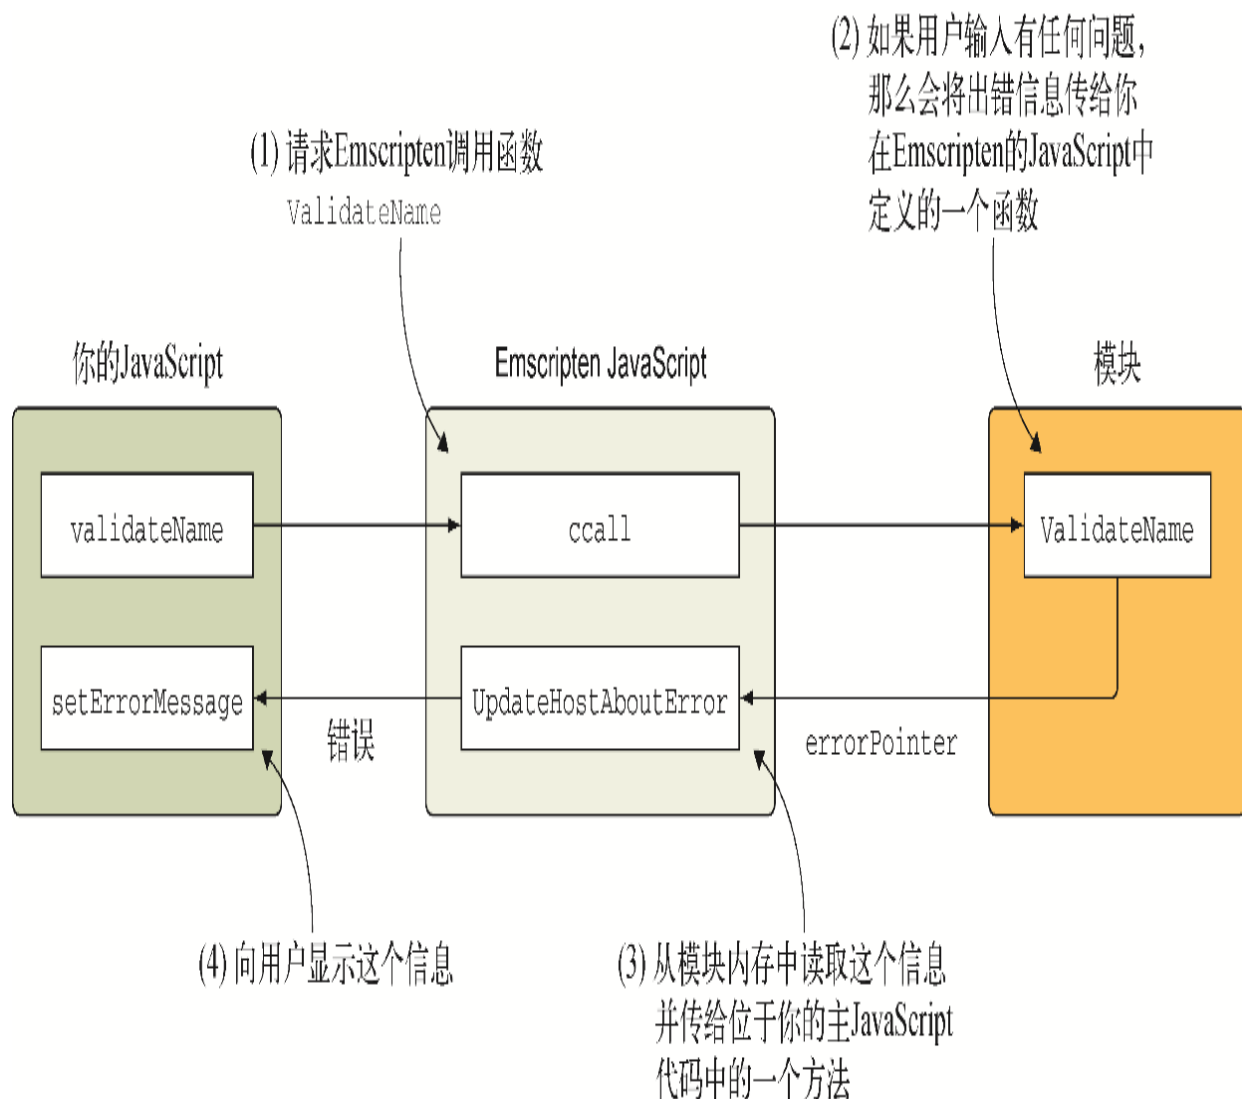 (2) 如果用户输入有任何问题，
那么会将出错信息传给你
在Emscripten的JavaScript中
定义的一个函数
(1) 请求Emscripten调用函数
ValidateName
你的JavaScript
Emscripten JavaScript
模块
validateName
ccall
ValidateName
setErrorMessage
UpdateHostAboutError
错误
errorPointer
(4) 向用户显示这个信息
(3) 从模块内存中读取这个信息
并传给位于你的主JavaScript
代码中的一个方法